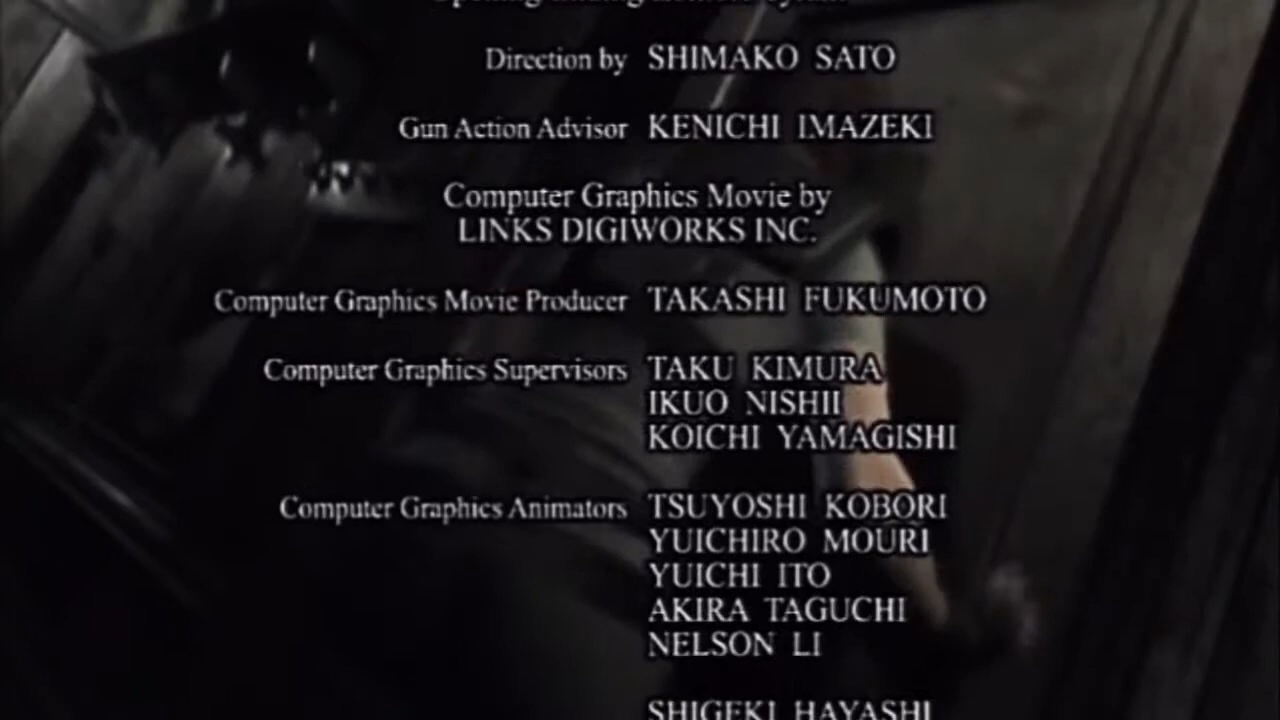 Direction by SHIMAKO SATO
Gun Action Advisor KENICHI IMAZEKI
Computer Graphics Movie by
LINKS DIGIWORKS INC.
Computer Graphics Movie Producer TAKASHI FUKUMOTO
Computer Graphics Supervisors TAKU KIMURA
IKUO NISHII
KOICHI YAMAGISHI
Computer Graphics Animators TSUYOSHI KOBORI
YUICHIRO MOURI
YUICHI ITO
AKIRA TAGUCHI
NELSON LI
SHIGEKI HAYASHI